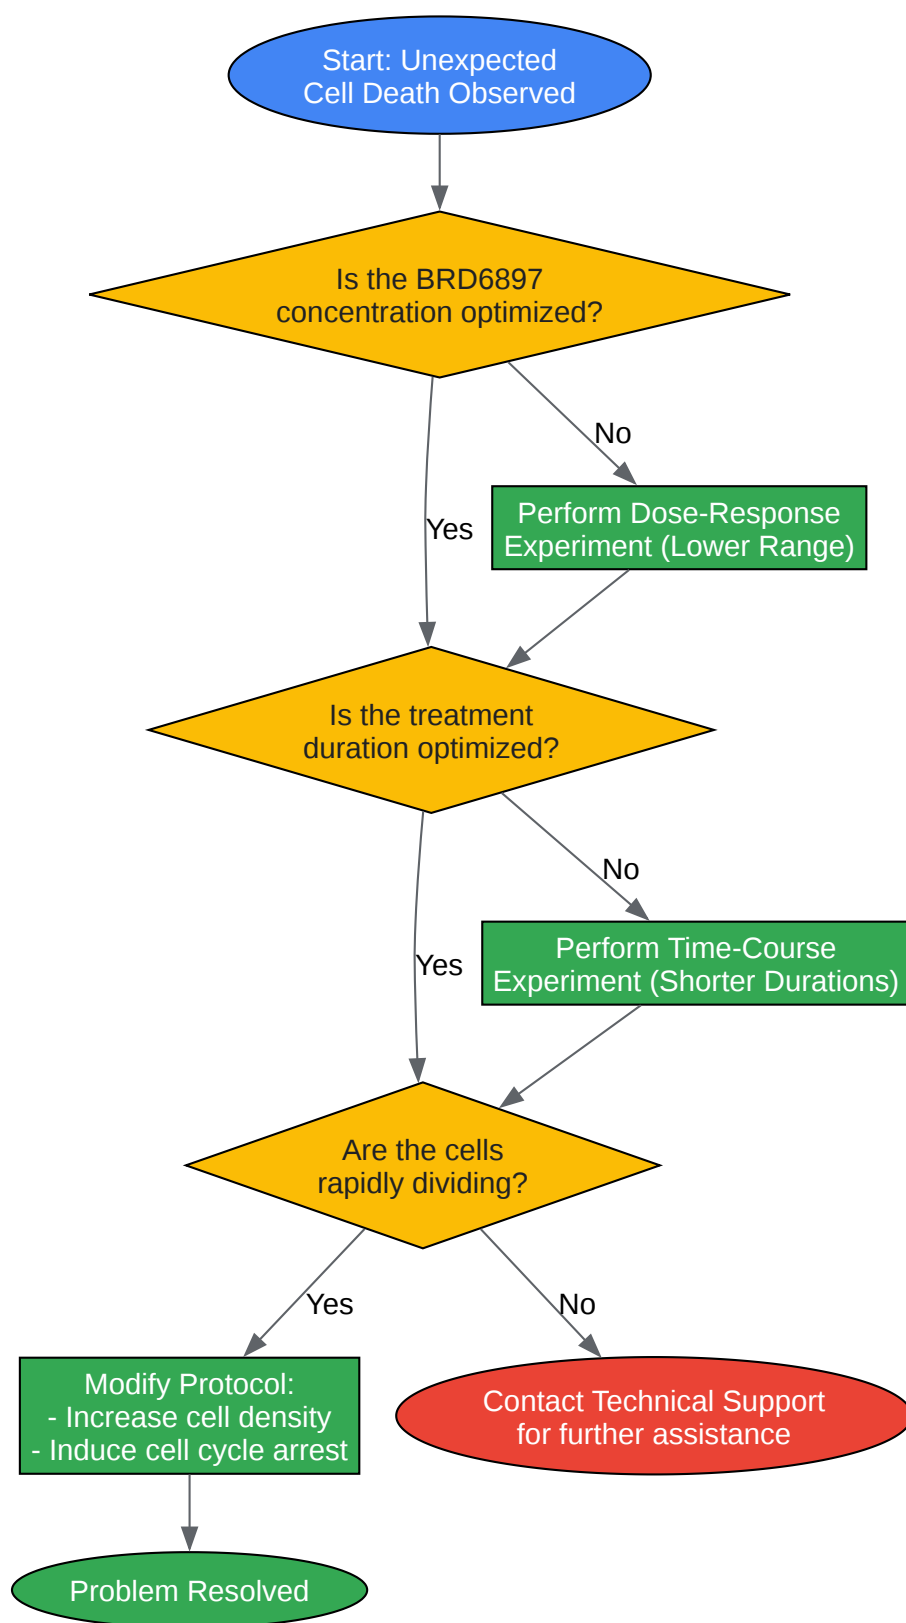 Start: Unexpected
Cell Death Observed
Is the BRD6897
concentration optimized?
No
Perform Dose-Response
Experiment (Lower Range)
Yes
Is the treatment
duration optimized?
No
Perform Time-Course
Experiment (Shorter Durations)
Yes
Are the cells
rapidly dividing?
Yes
No
Modify Protocol:
- Increase cell density
- Induce cell cycle arrest
Contact Technical Support
for further assistance
Problem Resolved